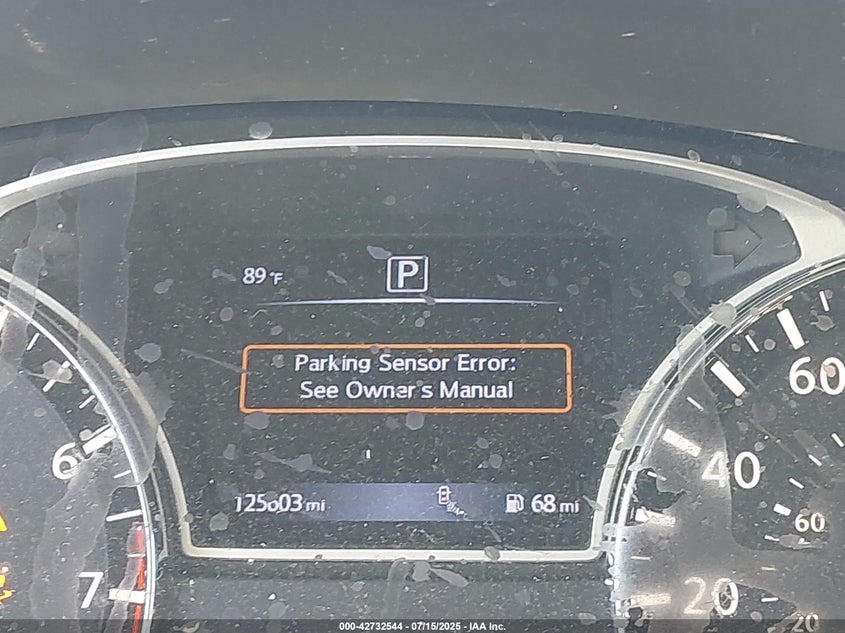 89°F
P
Parking Sensor Error:
See Owner's Manual
125003 mi
68 mi
6
7
60
40
20
60
20
000-42732544 - 07/15/2025 - IAA Inc.